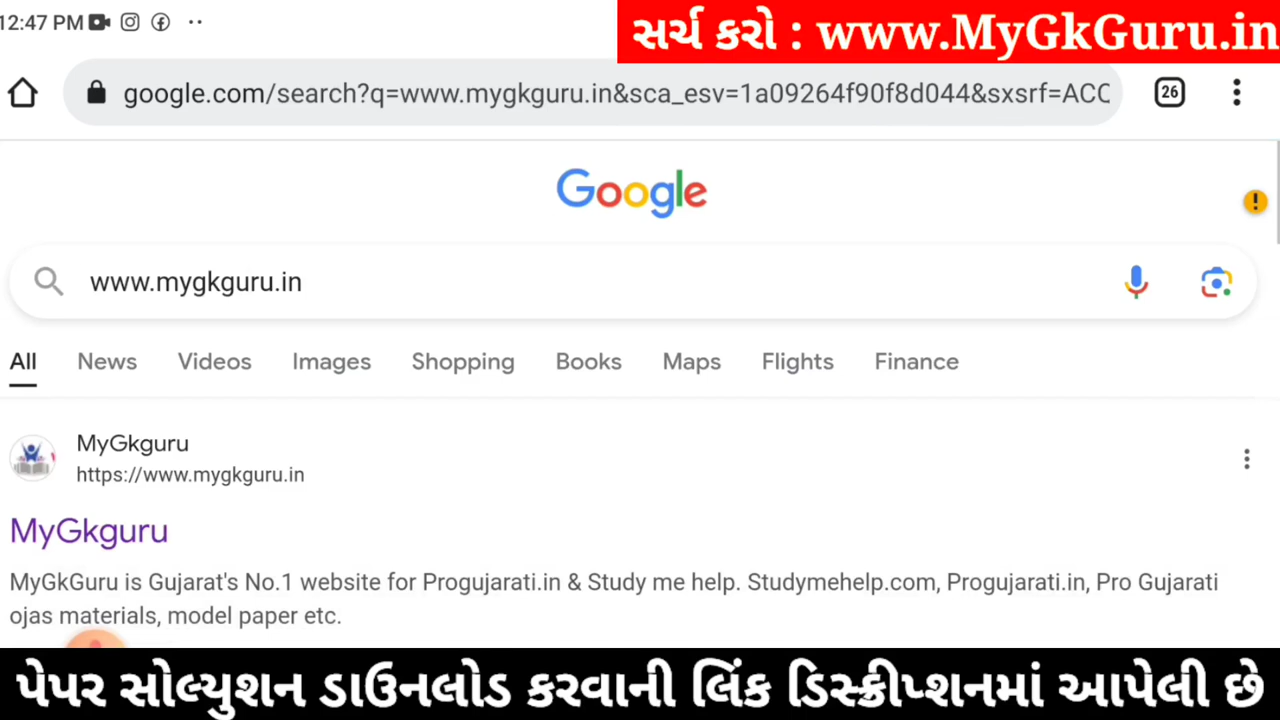 12:47 PM
સર્ચ કરો : www.MyGkGuru.in
google.com/search?q=www.mygkguru.in&sca_esv=1a09264f90f8d044&sxsrf=ACC
26
Google
www.mygkguru.in
All News Videos Images Shopping Books Maps Flights Finance
MyGkguru
https://www.mygkguru.in
MyGkguru
MyGkGuru is Gujarat's No.1 website for Progujarati.in & Study me help. Studymehelp.com, Progujarati.in, Pro Gujarati
ojas materials, model paper etc.
પેપર સોલ્યુશન ડાઉનલોડ કરવાની લિંક ડિસ્ક્રીપ્શનમાં આપેલી છે